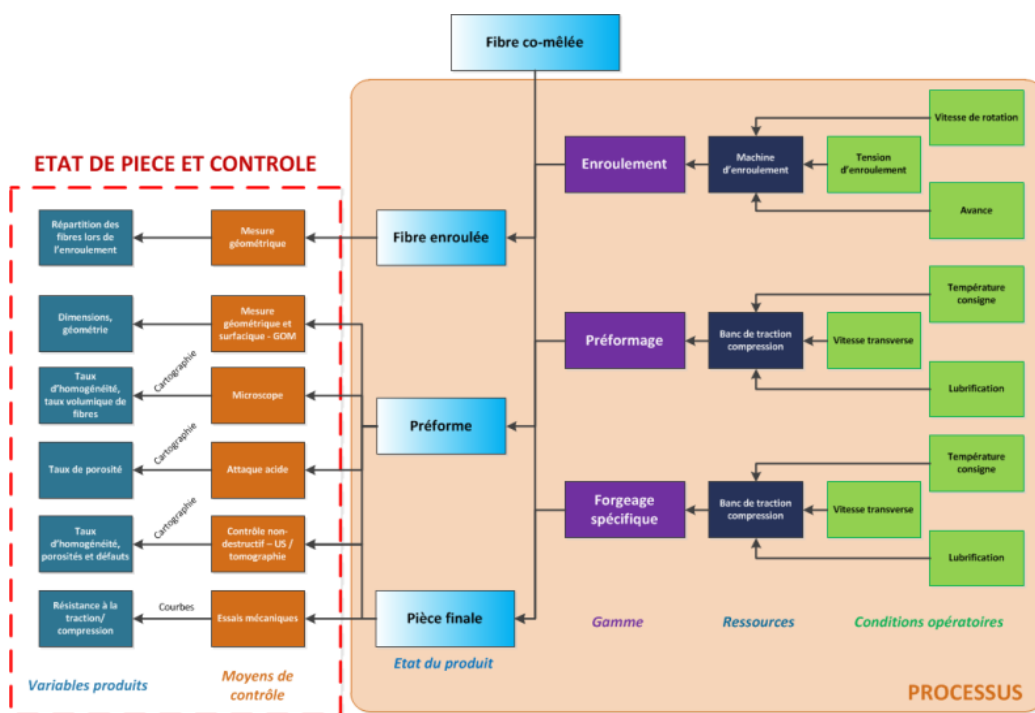 Fibre co-mêlée
ETAT DE PIECE ET CONTROLE
Vitesse de rotation
Enroulement
Machine
d'enroulement
Tension
d'enroulement
Avance
Répartition des
fibres lors de
l'enroulement
Mesure
géométrique
Fibre enroulée
Dimensions,
géométrie
Mesure
géométrique et
surfacique - GOM
Température
consigne
Préformage
Banc de traction
compression
Vitesse transverse
Lubrification
Cartographie
Taux
d'homogénéité,
taux volumique de
fibres
Microscope
Préforme
Cartographie
Taux de porosité
Attaque acide
Température
consigne
Forgeage
spécifique
Banc de traction
compression
Vitesse transverse
Lubrification
Cartographie
Taux
d'homogénéité,
porosités et défauts
Contrôle non-
destructif – US /
tomographie
Résistance à la
traction/
compression
Courbes
Essais mécaniques
Pièce finale
Gamme
Ressources
Conditions opératoires
Etat du produit
Variables produits
Moyens de
contrôle
PROCESSUS